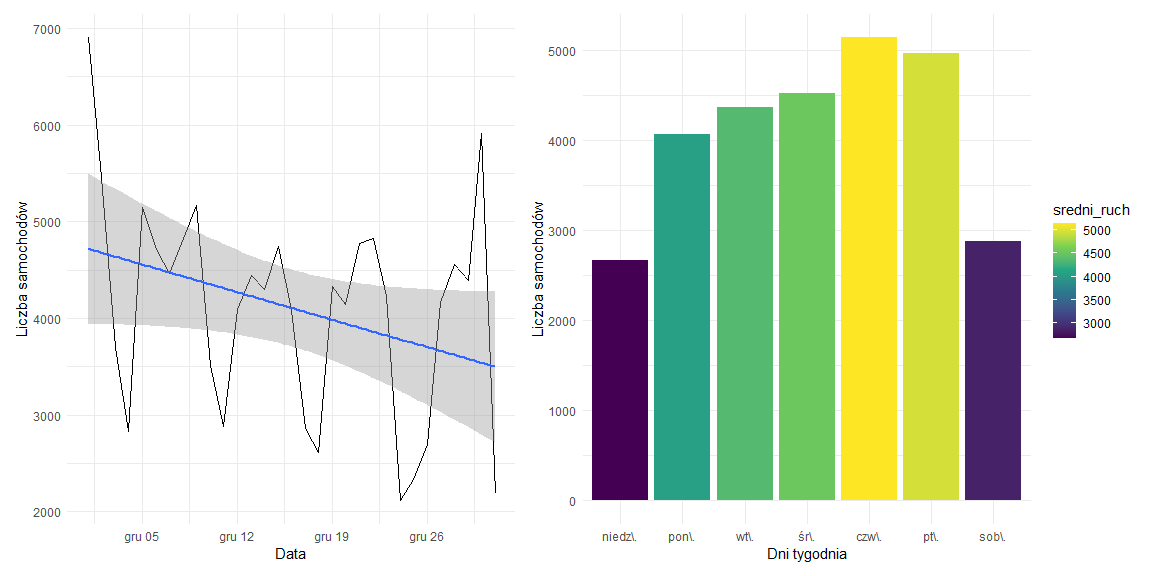 Liczba samochodów
7000
6000
5000
4000
3000
2000
gru 05 gru 12 gru 19 gru 26
Data
Liczba samochodów
5000
4000
3000
2000
1000
0
niedz\. pon\. wt\. śr\. czw\. pt\. sob\.
Dni tygodnia
sredni_ruch
5000
4500
4000
3500
3000